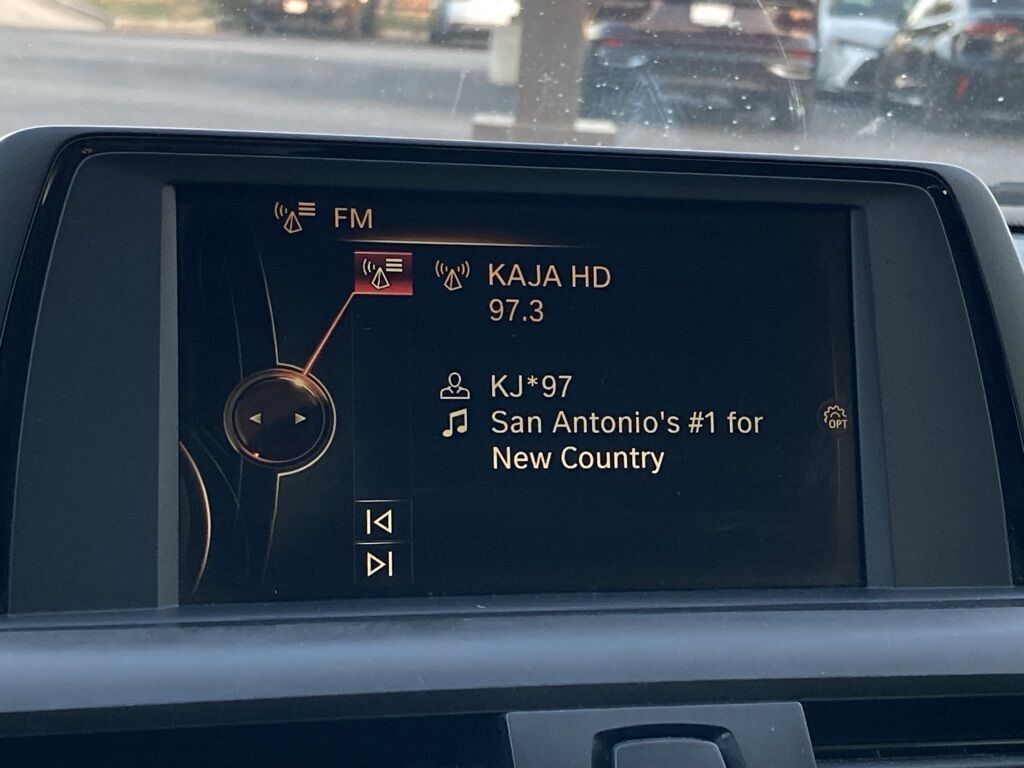 FM
KAJA HD
97.3
KJ*97
San Antonio's #1 for
New Country
OPT